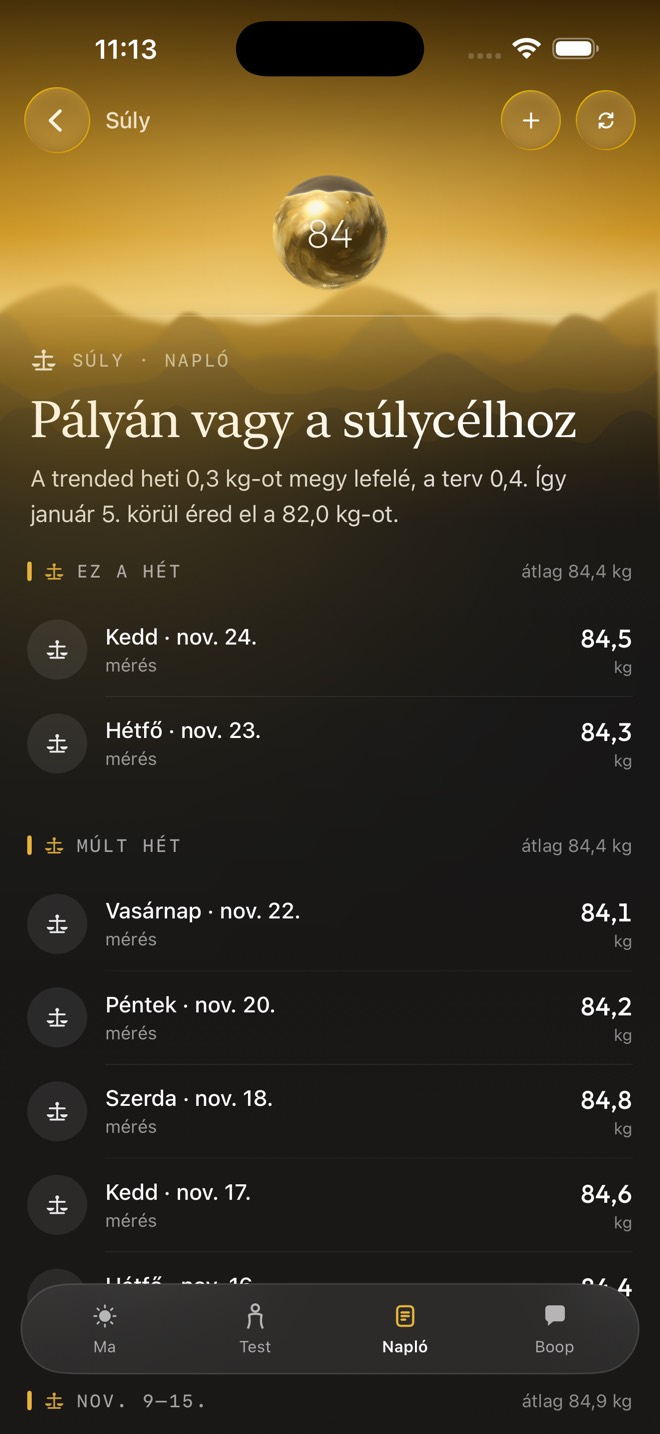 11:13
Súly
84
SÚLY · NAPLÓ
Pályán vagy a súlycélhoz
A trended heti 0,3 kg-ot megy lefelé, a terv 0,4. Így
január 5. körül éred el a 82,0 kg-ot.
EZ A HÉT átlag 84,4 kg
Kedd · nov. 24. 84,5
mérés kg
Hétfő · nov. 23. 84,3
mérés kg
MÚLT HÉT átlag 84,4 kg
Vasárnap · nov. 22. 84,1
mérés kg
Péntek · nov. 20. 84,2
mérés kg
Szerda · nov. 18. 84,8
mérés kg
Kedd · nov. 17. 84,6
mérés kg
Hétfő · nov. 16. 84,4
Ma Test Napló Boop
NOV. 9–15. átlag 84,9 kg